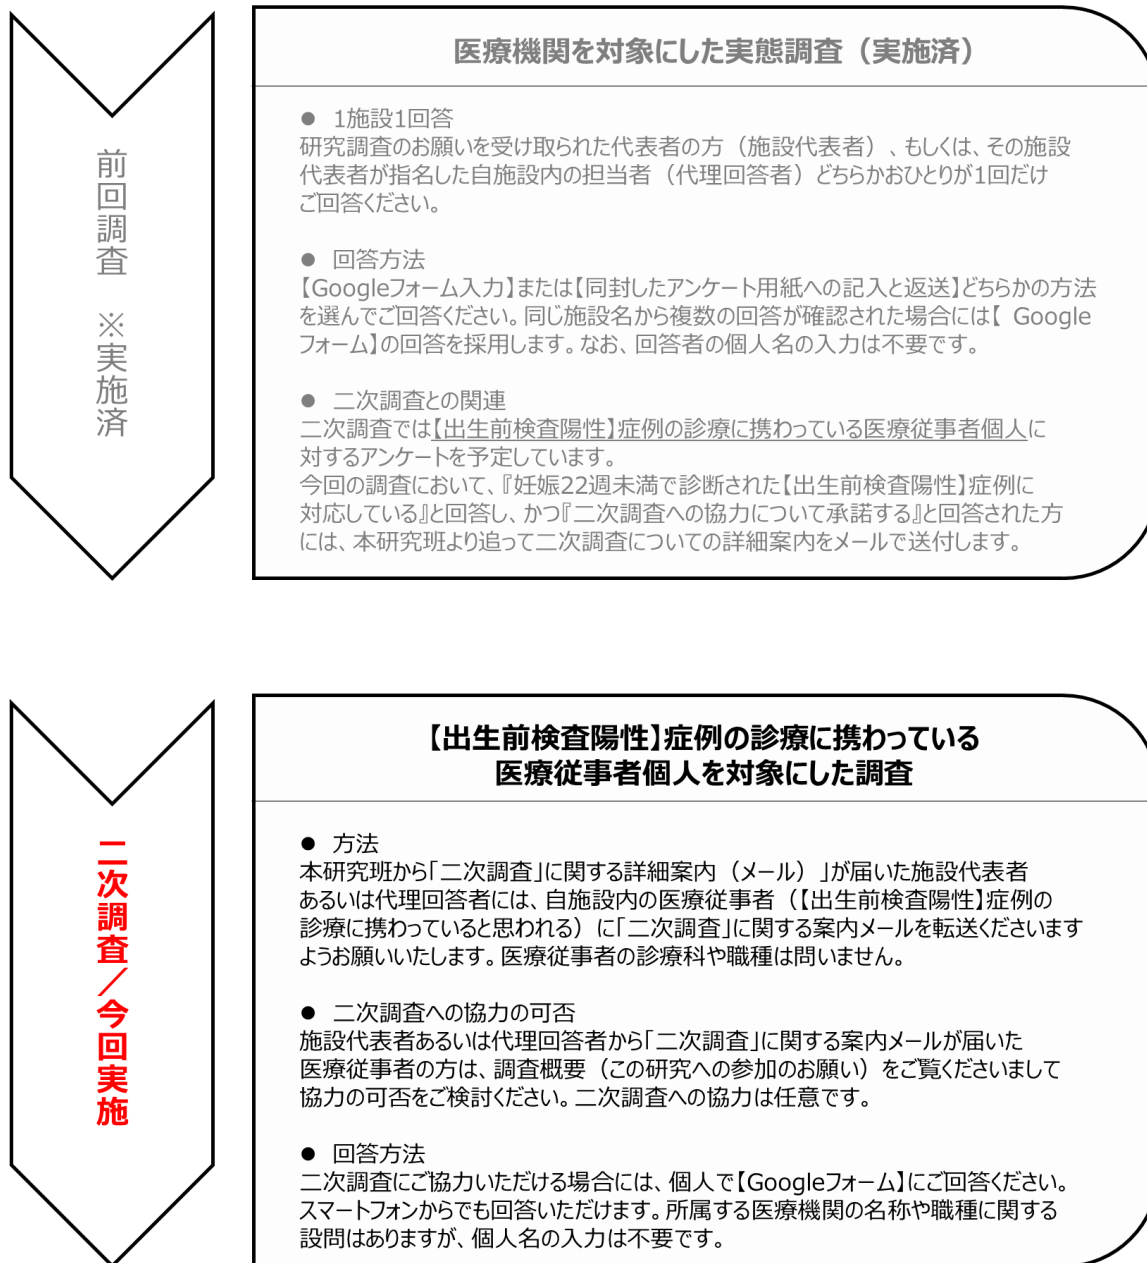 前回調査　※実施済
医療機関を対象にした実態調査（実施済）
● 1施設1回答
研究調査のお願いを受け取られた代表者の方（施設代表者）、もしくは、その施設
代表者が指名した自施設内の担当者（代理回答者）どちらかおひとりが1回だけ
ご回答ください。
● 回答方法
【Googleフォーム入力】または【同封したアンケート用紙への記入と返送】どちらかの方法
を選んでご回答ください。同じ施設名から複数の回答が確認された場合には【 Google
フォーム】の回答を採用します。なお、回答者の個人名の入力は不要です。
● 二次調査との関連
二次調査では【出生前検査陽性】症例の診療に携わっている医療従事者個人に
対するアンケートを予定しています。
今回の調査において、『妊娠22週未満で診断された【出生前検査陽性】症例に
対応している』と回答し、かつ『二次調査への協力について承諾する』と回答された方
には、本研究班より追って二次調査についての詳細案内をメールで送付します。
二次調査／今回実施
【出生前検査陽性】症例の診療に携わっている
医療従事者個人を対象にした調査
● 方法
本研究班から「二次調査」に関する詳細案内（メール）」が届いた施設代表者
あるいは代理回答者には、自施設内の医療従事者（【出生前検査陽性】症例の
診療に携わっていると思われる）に「二次調査」に関する案内メールを転送くださいます
ようお願いいたします。医療従事者の診療科や職種は問いません。
● 二次調査への協力の可否
施設代表者あるいは代理回答者から「二次調査」に関する案内メールが届いた
医療従事者の方は、調査概要（この研究への参加のお願い）をご覧くださいまして
協力の可否をご検討ください。二次調査への協力は任意です。
● 回答方法
二次調査にご協力いただける場合には、個人で【Googleフォーム】にご回答ください。
スマートフォンからでも回答いただけます。所属する医療機関の名称や職種に関する
設問はありますが、個人名の入力は不要です。